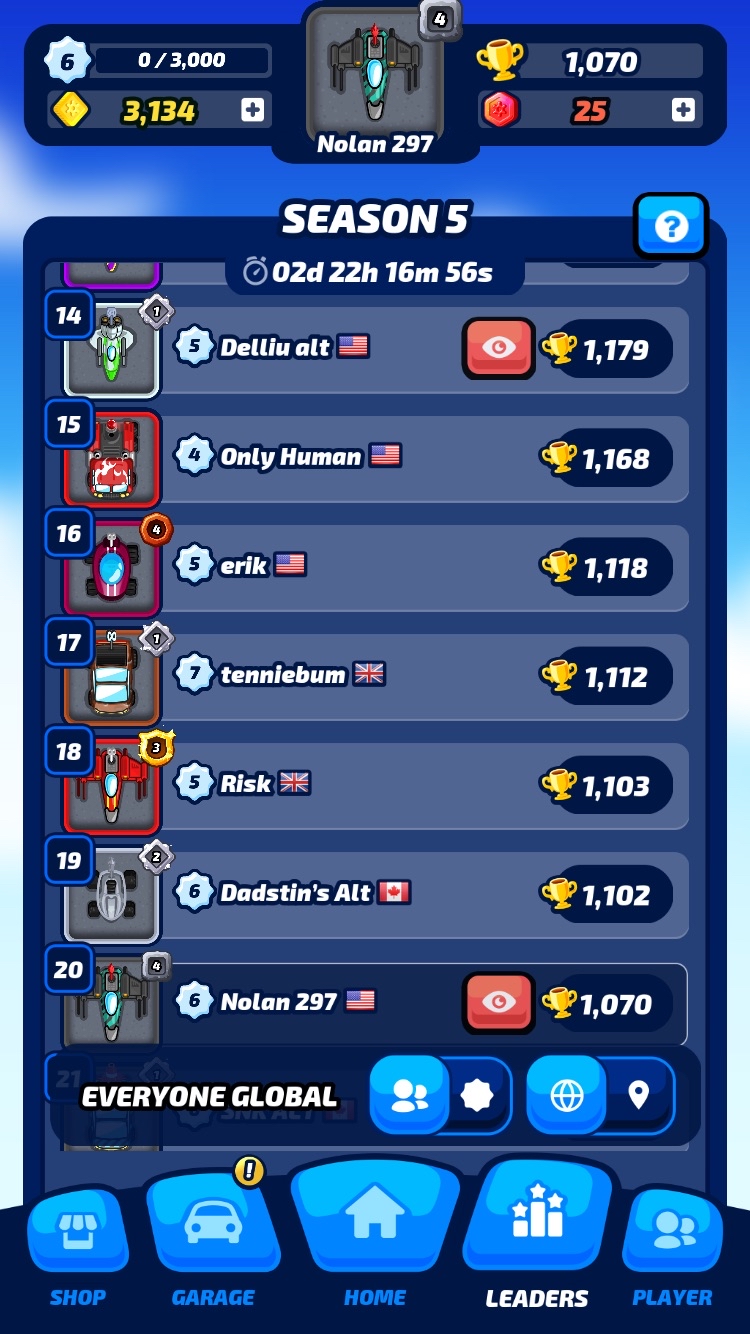 4
6
0 / 3,000
1,070
3,134
25
Nolan 297
SEASON 5
?
02d 22h 16m 56s
14
1
5
Delliu alt
1,179
15
4
Only Human
1,168
16
4
5
erik
1,118
17
1
7
tenniebum
1,112
18
3
5
Risk
1,103
19
2
6
Dadstin's Alt
1,102
20
4
6
Nolan 297
1,070
21
EVERYONE GLOBAL
!
SHOP
GARAGE
HOME
LEADERS
PLAYER